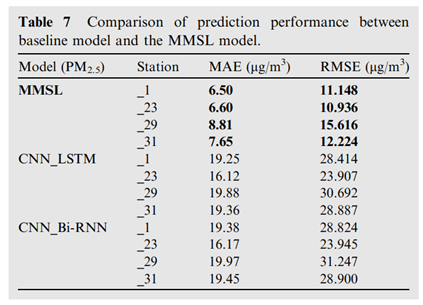 Table 7 Comparison of prediction performance between
baseline model and the MMSL model.
Model (PM2.5) Station MAE (μg/m³) RMSE (μg/m³)
MMSL _1 6.50 11.148
_23 6.60 10.936
_29 8.81 15.616
_31 7.65 12.224
CNN_LSTM _1 19.25 28.414
_23 16.12 23.907
_29 19.88 30.692
_31 19.36 28.887
CNN_Bi-RNN _1 19.38 28.824
_23 16.17 23.945
_29 19.97 31.247
_31 19.45 28.900